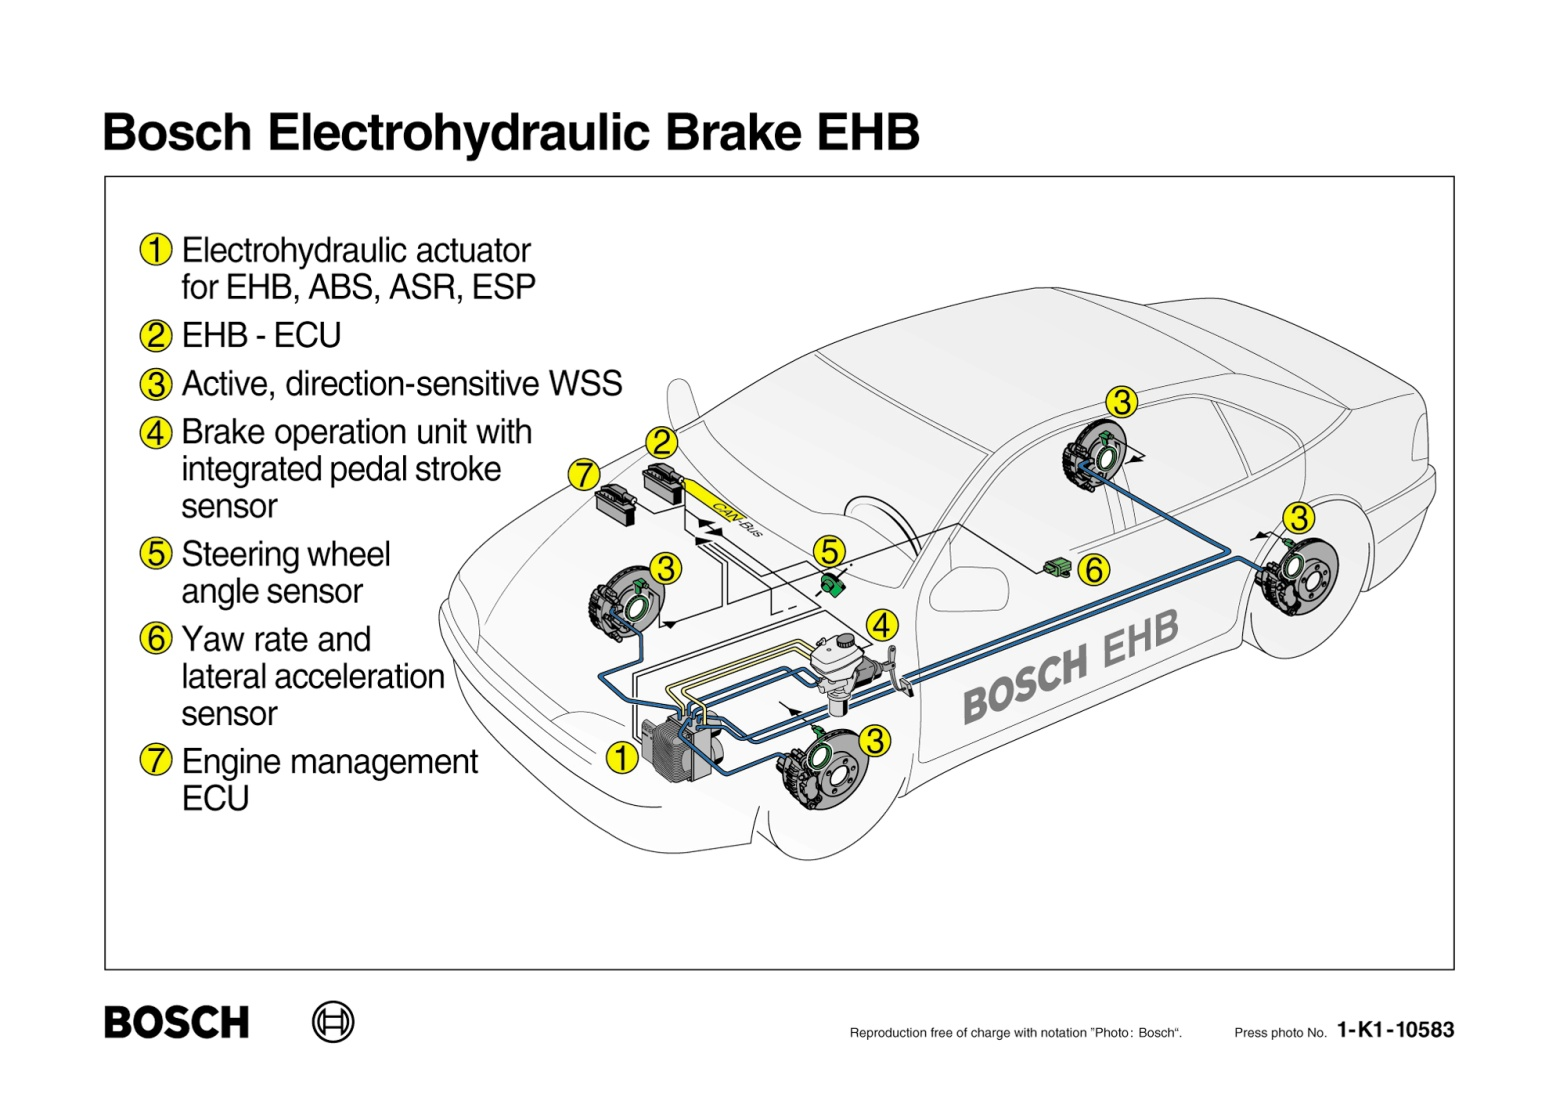 Bosch Electrohydraulic Brake EHB
1 Electrohydraulic actuator
for EHB, ABS, ASR, ESP
2 EHB - ECU
3 Active, direction-sensitive WSS
4 Brake operation unit with
integrated pedal stroke
sensor
5 Steering wheel
angle sensor
6 Yaw rate and
lateral acceleration
sensor
7 Engine management
ECU
3
2
7
CAN-Bus
3
5
6
3
4
BOSCH EHB
1
3
BOSCH
Reproduction free of charge with notation "Photo: Bosch“.
Press photo No. 1-K1-10583